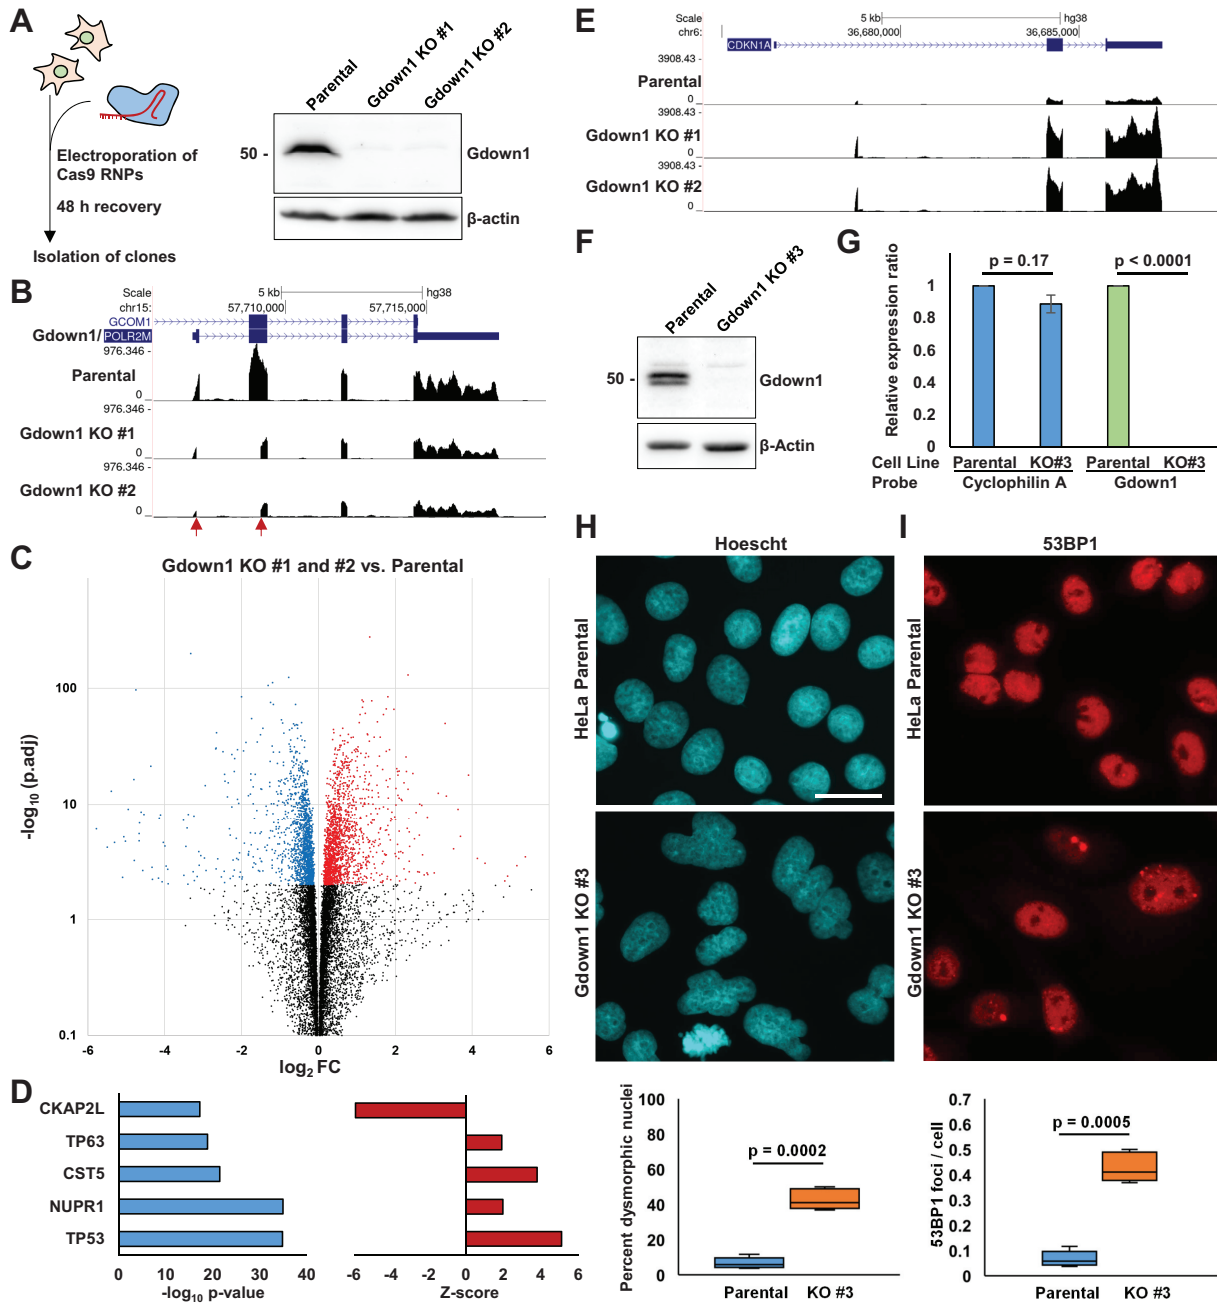 A
Electroporation of
Cas9 RNPs
48 h recovery
Isolation of clones
Parental
Gdown1 KO #1
Gdown1 KO #2
50 -
Gdown1
β-actin
B
Scale
5 kb
hg38
chr15:
57,710,000
57,715,000
GCOM1
Gdown1/POLR2M
976.346 -
Parental
0
976.346 -
Gdown1 KO #1
0
976.346 -
Gdown1 KO #2
0
C
Gdown1 KO #1 and #2 vs. Parental
-log10 (p.adj)
100
10
1
0.1
-6 -4 -2 0 2 4 6
log2 FC
D
CKAP2L
TP63
CST5
NUPR1
TP53
0 10 20 30 40
-log10 p-value
-6 -4 -2 0 2 4 6
Z-score
E
Scale
5 kb
hg38
chr6:
36,680,000
36,685,000
CDKN1A
3908.43 -
Parental
0
3908.43 -
Gdown1 KO #1
0
3908.43 -
Gdown1 KO #2
0
F
Parental
Gdown1 KO #3
50 -
Gdown1
β-Actin
G
Relative expression ratio
1
0.8
0.6
0.4
0.2
0
p = 0.17
p < 0.0001
Cell Line
Parental KO#3 Parental KO#3
Probe
Cyclophilin A Gdown1
H
Hoescht
HeLa Parental
Gdown1 KO #3
Percent dysmorphic nuclei
100
80
60
40
20
0
p = 0.0002
Parental KO #3
I
53BP1
HeLa Parental
Gdown1 KO #3
53BP1 foci / cell
0.7
0.6
0.5
0.4
0.3
0.2
0.1
0
p = 0.0005
Parental KO #3